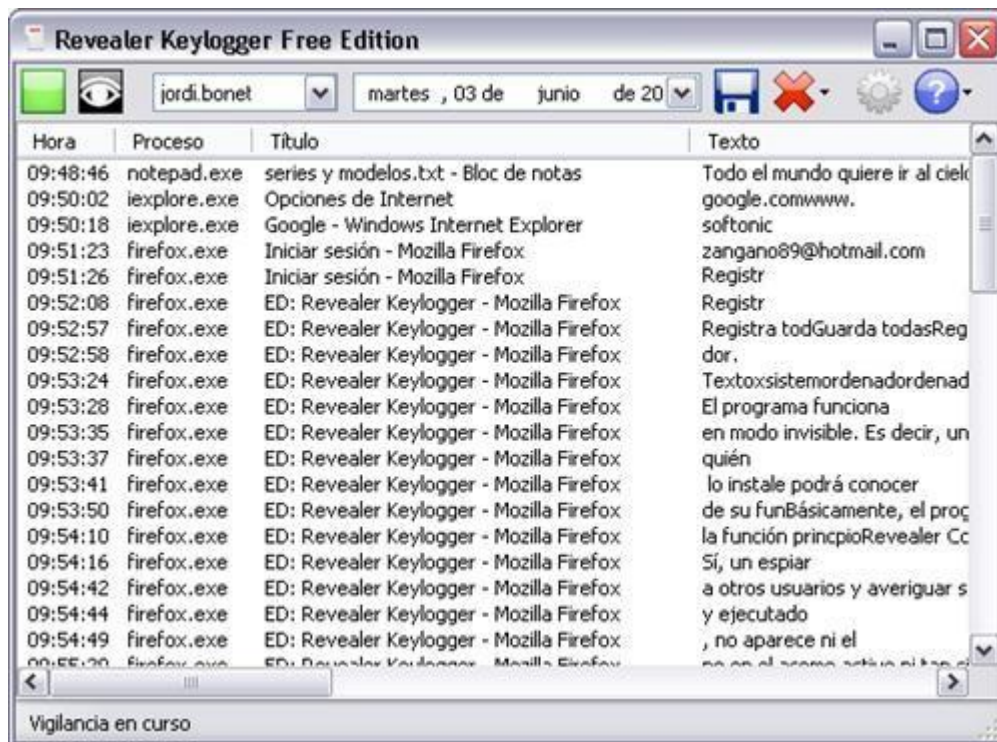 Revealer Keylogger Free Edition
jordi.bonet martes , 03 de junio de 20
Hora Proceso Título Texto
09:48:46 notepad.exe series y modelos.txt - Bloc de notas Todo el mundo quiere ir al cielo
09:50:02 iexplore.exe Opciones de Internet google.comwww.
09:50:18 iexplore.exe Google - Windows Internet Explorer softonic
09:51:23 firefox.exe Iniciar sesión - Mozilla Firefox zangano89@hotmail.com
09:51:26 firefox.exe Iniciar sesión - Mozilla Firefox Registr
09:52:08 firefox.exe ED: Revealer Keylogger - Mozilla Firefox Registr
09:52:57 firefox.exe ED: Revealer Keylogger - Mozilla Firefox Registra todGuarda todasReg
09:52:58 firefox.exe ED: Revealer Keylogger - Mozilla Firefox dor.
09:53:24 firefox.exe ED: Revealer Keylogger - Mozilla Firefox Textoxsistemordenadordenad
09:53:28 firefox.exe ED: Revealer Keylogger - Mozilla Firefox El programa funciona
09:53:35 firefox.exe ED: Revealer Keylogger - Mozilla Firefox en modo invisible. Es decir, un
09:53:37 firefox.exe ED: Revealer Keylogger - Mozilla Firefox quién
09:53:41 firefox.exe ED: Revealer Keylogger - Mozilla Firefox lo instale podrá conocer
09:53:50 firefox.exe ED: Revealer Keylogger - Mozilla Firefox de su funBásicamente, el prog
09:54:10 firefox.exe ED: Revealer Keylogger - Mozilla Firefox la función princpioRevealer Cc
09:54:16 firefox.exe ED: Revealer Keylogger - Mozilla Firefox Sí, un espiar
09:54:42 firefox.exe ED: Revealer Keylogger - Mozilla Firefox a otros usuarios y averiguar s
09:54:44 firefox.exe ED: Revealer Keylogger - Mozilla Firefox y ejecutado
09:54:49 firefox.exe ED: Revealer Keylogger - Mozilla Firefox , no aparece ni el
Vigilancia en curso